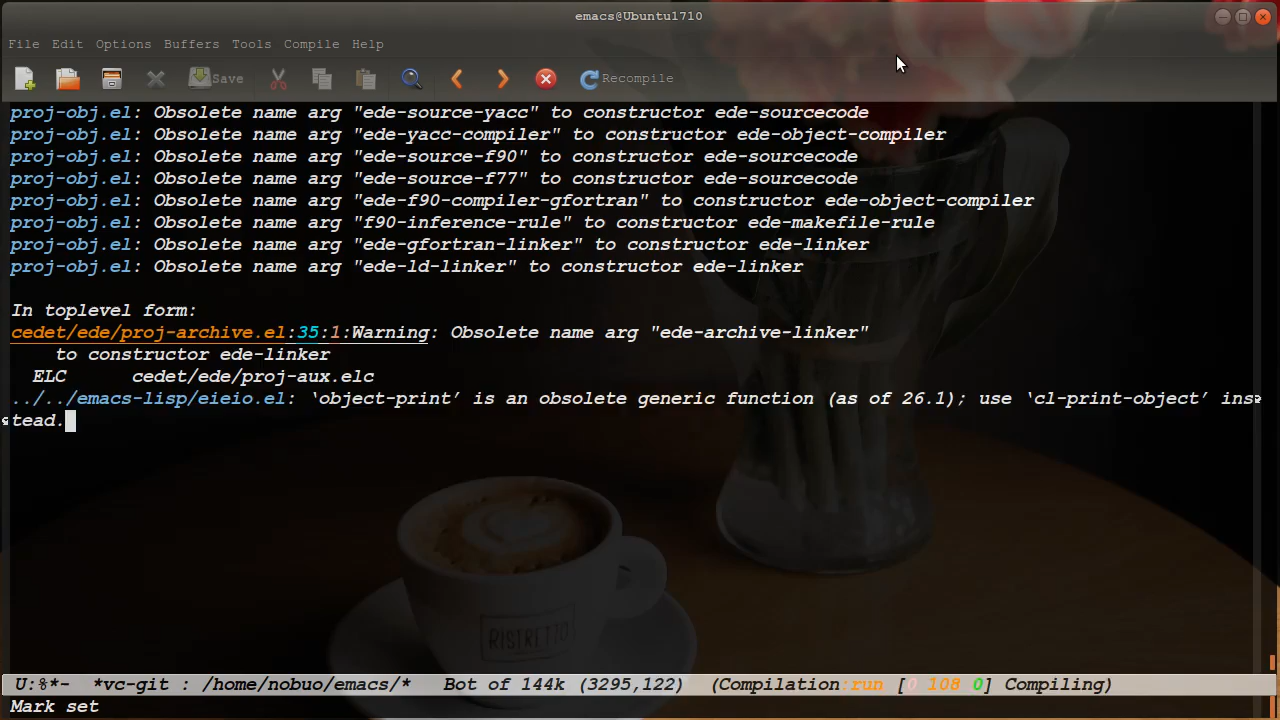 emacs@Ubuntu1710
File Edit Options Buffers Tools Compile Help
Save Recompile
proj-obj.el: Obsolete name arg "ede-source-yacc" to constructor ede-sourcecode
proj-obj.el: Obsolete name arg "ede-yacc-compiler" to constructor ede-object-compiler
proj-obj.el: Obsolete name arg "ede-source-f90" to constructor ede-sourcecode
proj-obj.el: Obsolete name arg "ede-source-f77" to constructor ede-sourcecode
proj-obj.el: Obsolete name arg "ede-f90-compiler-gfortran" to constructor ede-object-compiler
proj-obj.el: Obsolete name arg "f90-inference-rule" to constructor ede-makefile-rule
proj-obj.el: Obsolete name arg "ede-gfortran-linker" to constructor ede-linker
proj-obj.el: Obsolete name arg "ede-ld-linker" to constructor ede-linker
In toplevel form:
cedet/ede/proj-archive.el:35:1:Warning: Obsolete name arg "ede-archive-linker"
to constructor ede-linker
ELC cedet/ede/proj-aux.elc
../../emacs-lisp/eieio.el: ‘object-print’ is an obsolete generic function (as of 26.1); use ‘cl-print-object’ ins
tead.
RISTRETTO
U:%*- *vc-git : /home/nobuo/emacs/* Bot of 144k (3295,122) (Compilation:run [0 108 0] Compiling)
Mark set